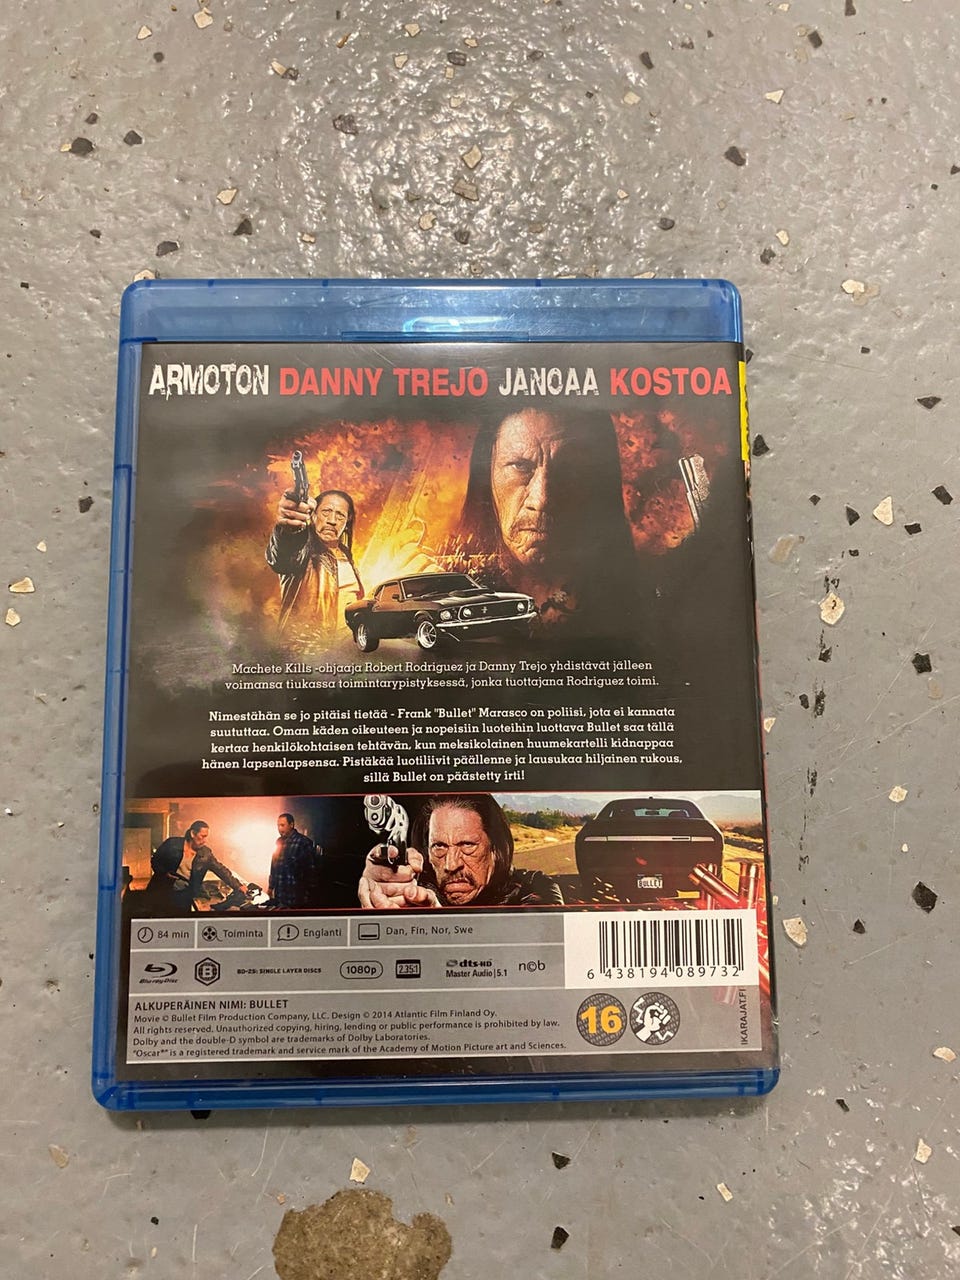 ARMOTON DANNY TREJO JANOAA KOSTOA
Machete Kills -ohjaaja Robert Rodriguez ja Danny Trejo yhdistävät jälleen
voimansa tiukassa toimintarypistyksessä, jonka tuottajana Rodriguez toimi.
Nimestähän se jo pitäisi tietää - Frank "Bullet" Marasco on poliisi, jota ei kannata
suututtaa. Oman käden oikeuteen ja nopeisiin luoteihin luottava Bullet saa tällä
kertaa henkilökohtaisen tehtävän, kun meksikolainen huumekartelli kidnappaa
hänen lapsenlapsensa. Pistäkää luotiliivit päällenne ja lausukaa hiljainen rukous,
sillä Bullet on päästetty irti!
BULLET
84 min Toiminta Englanti Dan, Fin, Nor, Swe
Blu-ray Disc B BD-25: SINGLE LAYER DISCS 1080p 2.35:1 dts-HD Master Audio | 5.1 ncb
6 438194 089732
ALKUPERÄINEN NIMI: BULLET
Movie © Bullet Film Production Company, LLC. Design © 2014 Atlantic Film Finland Oy.
All rights reserved. Unauthorized copying, hiring, lending or public performance is prohibited by law.
Dolby and the double-D symbol are trademarks of Dolby Laboratories.
"Oscar®" is a registered trademark and service mark of the Academy of Motion Picture art and Sciences.
16
IKARAJAT.FI